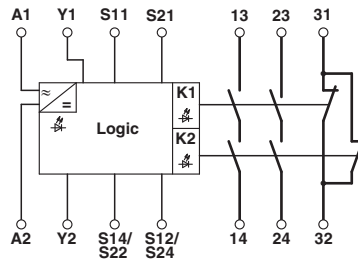 A1 Y1 S11 S21 13 23 31
K1
≈
=
Logic
K2
A2 Y2 S14/ S12/ 14 24 32
S22 S24